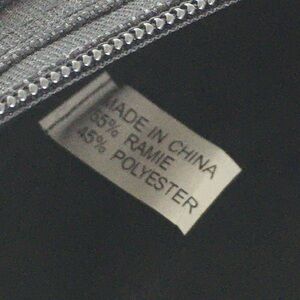 MADE IN CHINA
55% RAMIE
45% POLYESTER